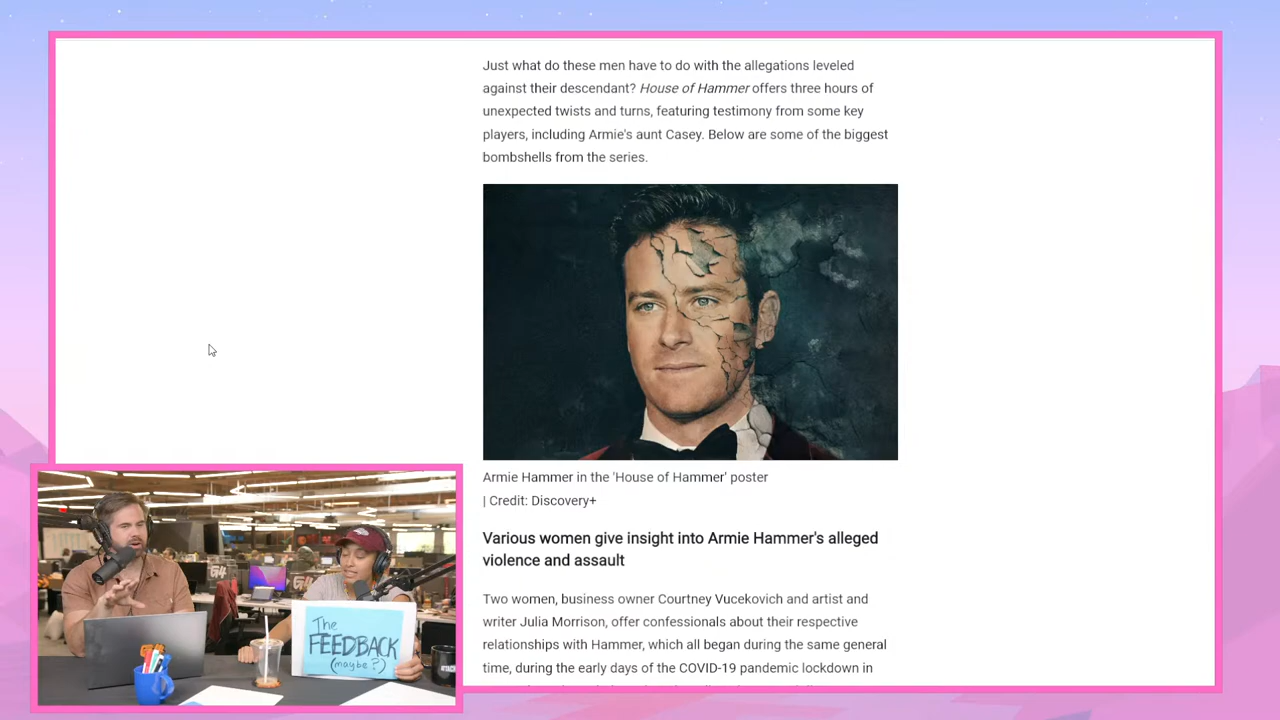 Just what do these men have to do with the allegations leveled
against their descendant? House of Hammer offers three hours of
unexpected twists and turns, featuring testimony from some key
players, including Armie's aunt Casey. Below are some of the biggest
bombshells from the series.
Armie Hammer in the 'House of Hammer' poster
| Credit: Discovery+
Various women give insight into Armie Hammer's alleged
violence and assault
Two women, business owner Courtney Vucekovich and artist and
writer Julia Morrison, offer confessionals about their respective
relationships with Hammer, which all began during the same general
time, during the early days of the COVID-19 pandemic lockdown in
G4
The
FEEDBACK
(maybe?)
ATTACK